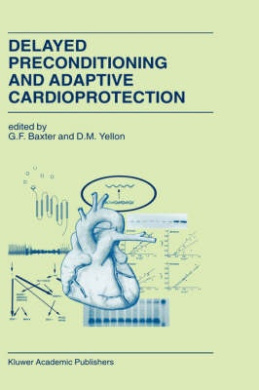 DELAYED
PRECONDITIONING
AND ADAPTIVE
CARDIOPROTECTION
edited by
G.F. Baxter and D.M. Yellon
Kluwer Academic Publishers